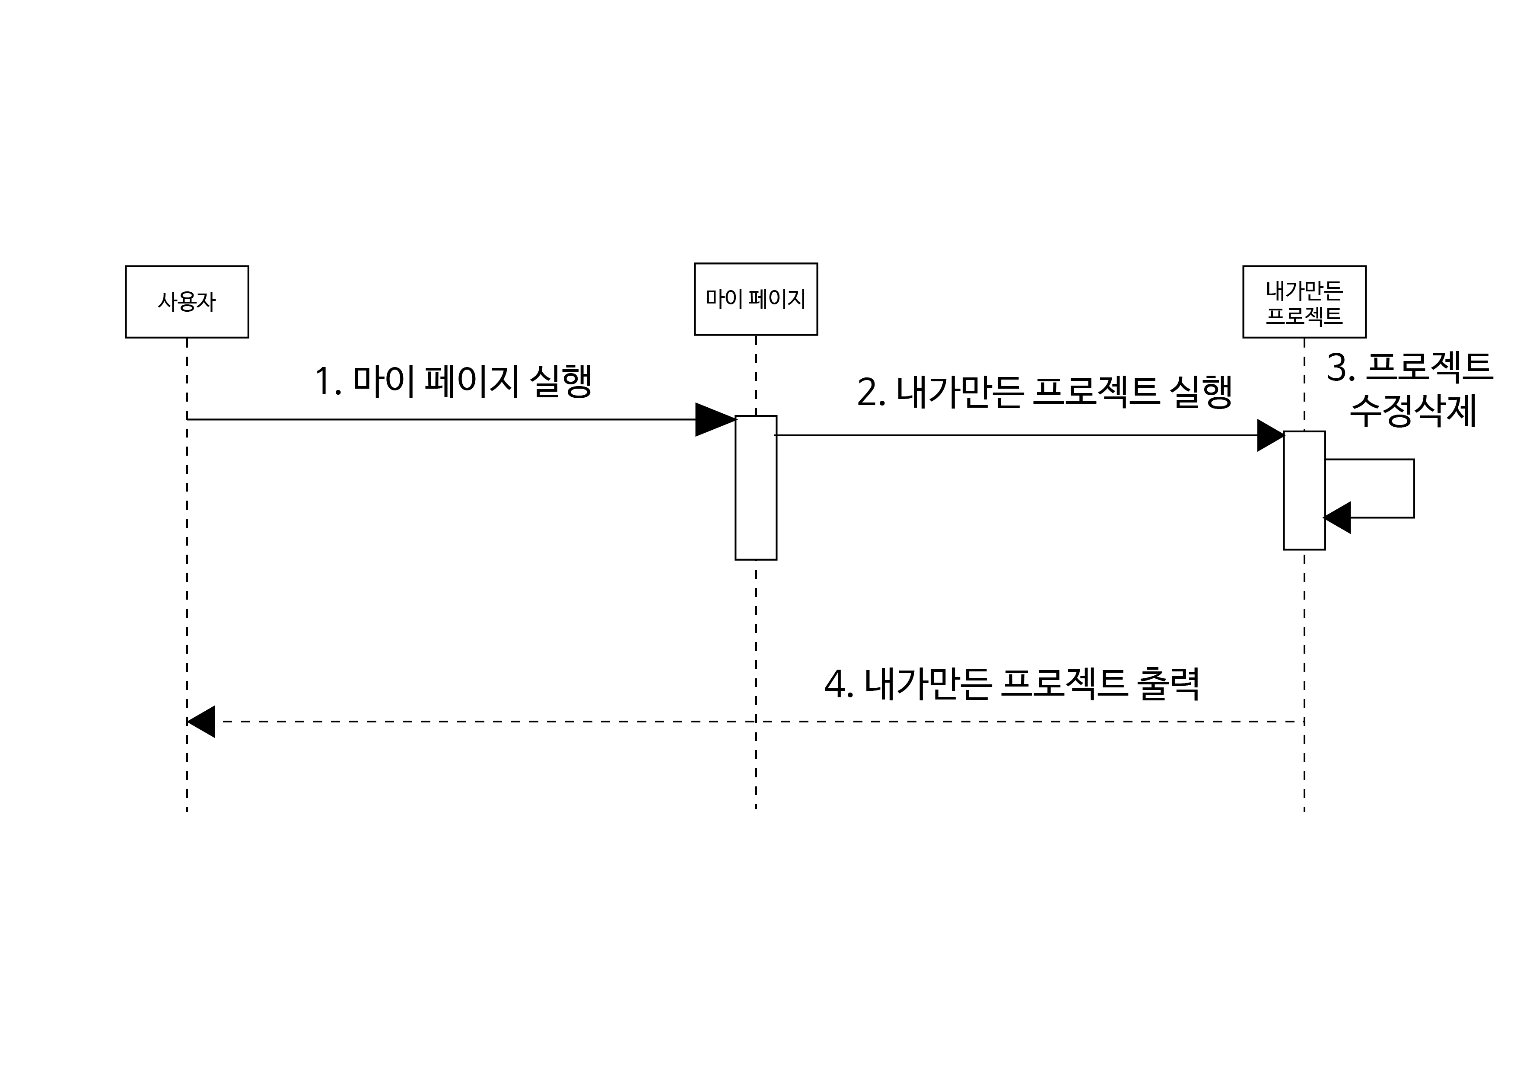 사용자
마이 페이지
내가만든
프로젝트
1. 마이 페이지 실행
2. 내가만든 프로젝트 실행
3. 프로젝트
수정삭제
4. 내가만든 프로젝트 출력